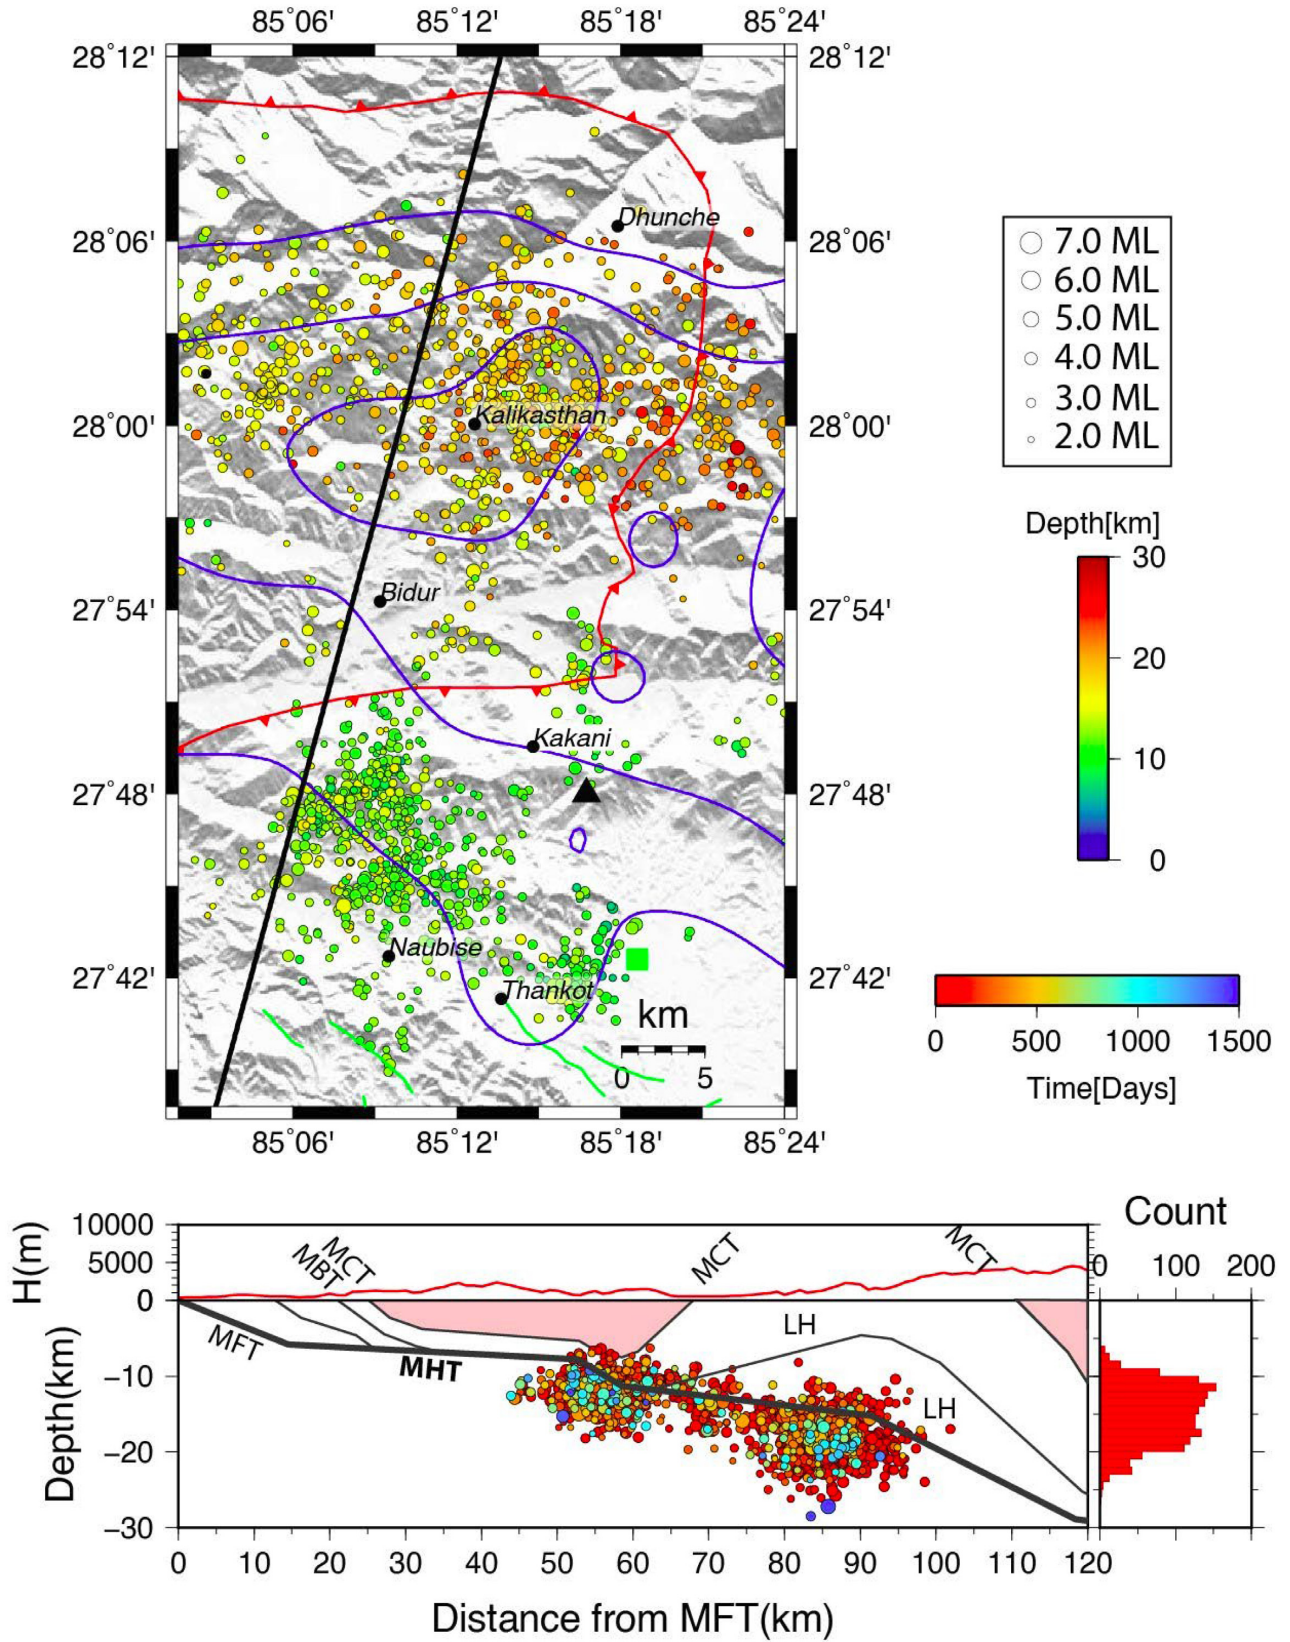 85°06' 85°12' 85°18' 85°24'
28°12' 28°12'
Dhunche
28°06' 28°06'
7.0 ML
6.0 ML
5.0 ML
4.0 ML
3.0 ML
2.0 ML
Kalikasthan
28°00' 28°00'
Depth[km]
30
20
10
0
Bidur
27°54' 27°54'
Kakani
27°48' 27°48'
Naubise
27°42' 27°42'
Thankot
km
0 5
0 500 1000 1500
Time[Days]
85°06' 85°12' 85°18' 85°24'
H(m)
10000
5000
0
MBT
MCT
MCT
MCT
Count
0 100 200
Depth(km)
−10
−20
−30
MFT
MHT
LH
LH
0 10 20 30 40 50 60 70 80 90 100 110 120
Distance from MFT(km)